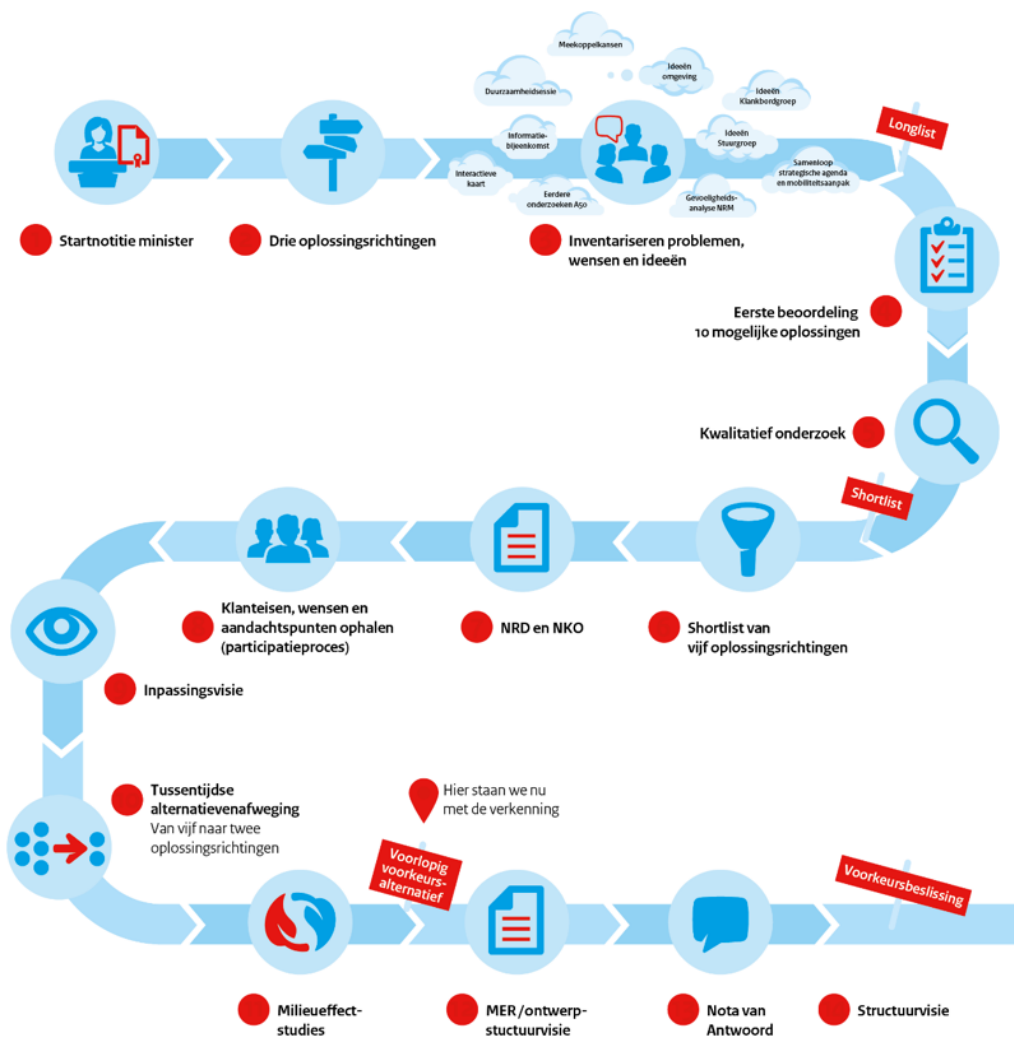 Meekoppelkansen
Ideeën
omgeving
Duurzaamheidsessie
Ideeën
Klankbordgroep
Informatie-
bijeenkomst
Ideeën
Stuurgroep
Interactieve
kaart
Eerdere
onderzoeken A50
Gevoeligheids-
analyse NRM
Samenloop
strategische agenda
en mobiliteitsaanpak
Longlist
Startnotitie minister
Drie oplossingsrichtingen
Inventariseren problemen,
wensen en ideeën
Eerste beoordeling
10 mogelijke oplossingen
Kwalitatief onderzoek
Shortlist
Shortlist van
vijf oplossingsrichtingen
NRD en NKO
Klanteisen, wensen en
aandachtspunten ophalen
(participatieproces)
Inpassingsvisie
Tussentijdse
alternatievenafweging
Van vijf naar twee
oplossingsrichtingen
Hier staan we nu
met de verkenning
Voorlopig
voorkeurs-
alternatief
Voorkeursbeslissing
Milieueffect-
studies
MER/ontwerp-
stuctuurvisie
Nota van
Antwoord
Structuurvisie